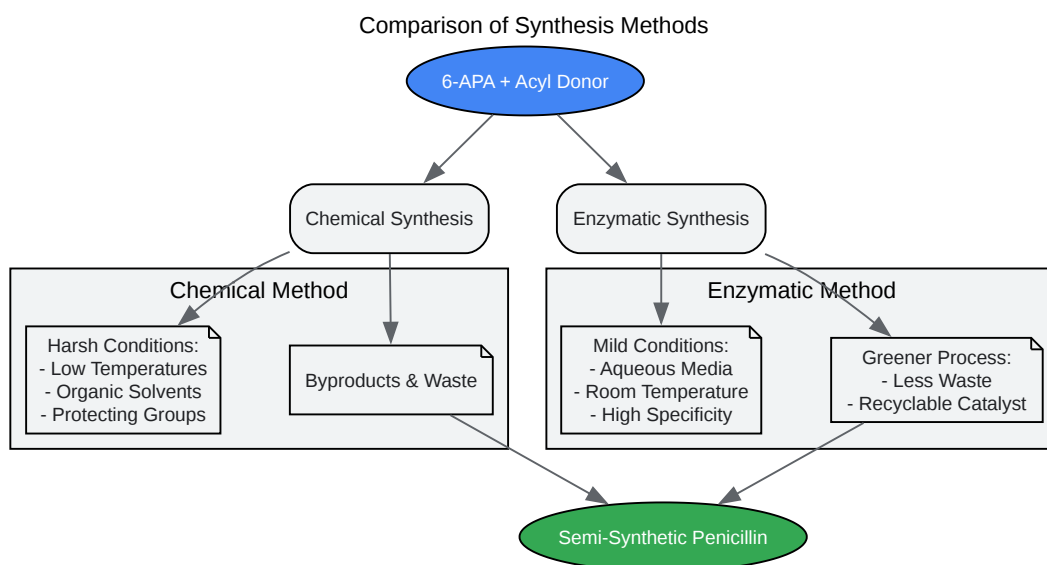 Comparison of Synthesis Methods
6-APA + Acyl Donor
Chemical Synthesis
Enzymatic Synthesis
Chemical Method
Harsh Conditions:
- Low Temperatures
- Organic Solvents
- Protecting Groups
Byproducts & Waste
Enzymatic Method
Mild Conditions:
- Aqueous Media
- Room Temperature
- High Specificity
Greener Process:
- Less Waste
- Recyclable Catalyst
Semi-Synthetic Penicillin